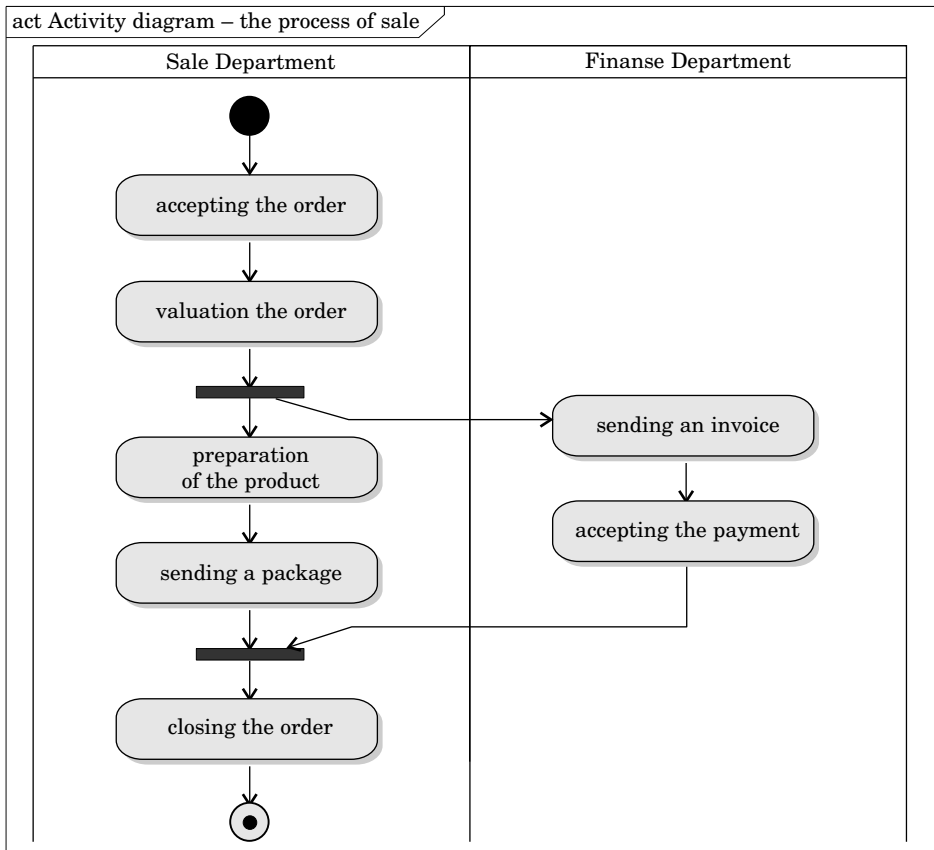 act Activity diagram – the process of sale
Sale Department
Finanse Department
accepting the order
valuation the order
sending an invoice
preparation
of the product
accepting the payment
sending a package
closing the order